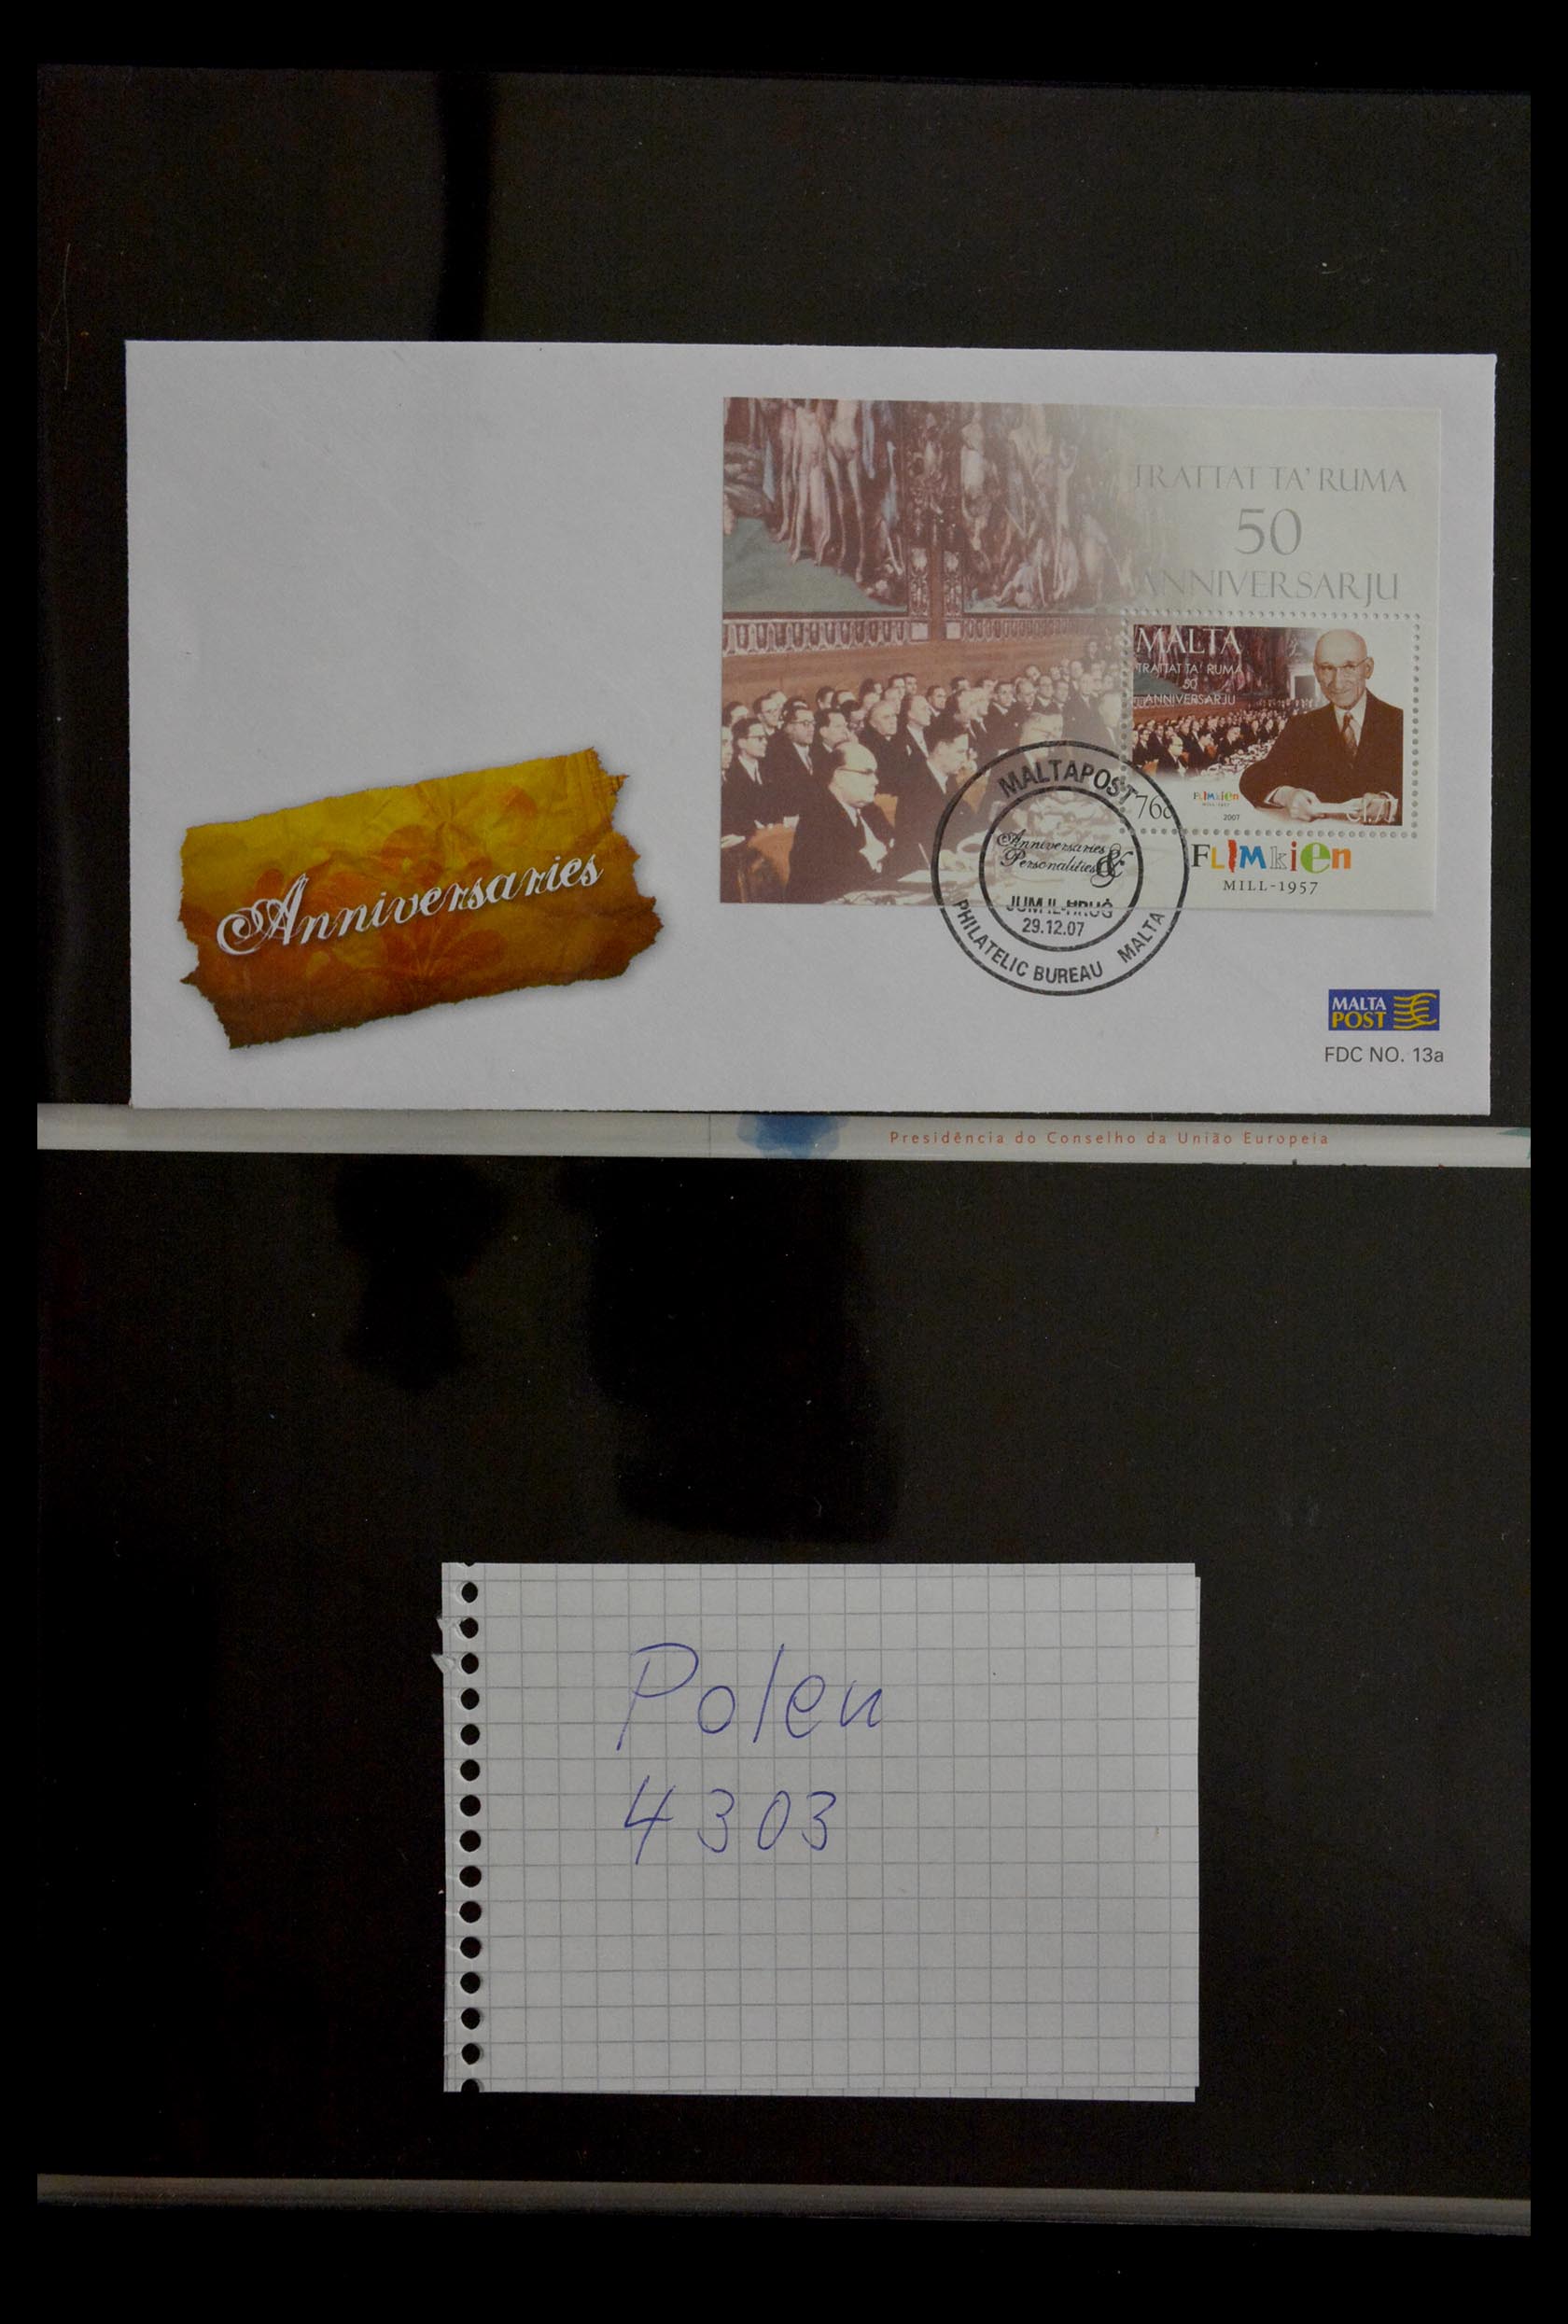 TRATTAT TA' RUMA
50
ANNIVERSARJU
MALTA
TRATTAT TA' RUMA
50
ANNIVERSARJU
Flimkien
76c
2007
FLIMkien
MILL-1957
MALTAPOST
Anniversaries &
Personalities
JUM IL-ĦRUĠ
29.12.07
PHILATELIC BUREAU MALTA
Anniversaries
MALTA
POST
FDC NO. 13a
Presidência do Conselho da União Europeia
Polen
4303